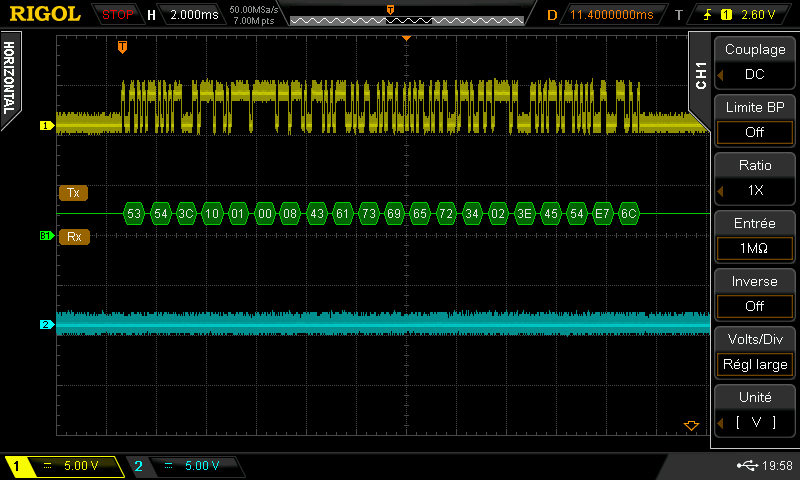 RIGOL STOP H 2.000ms 50.00MSa/s 7.00M pts D 11.4000000ms T 1 2.60 V
HORIZONTAL
T
T
CH1
Couplage
DC
Limite BP
Off
Ratio
1X
Entrée
1MΩ
Inverse
Off
Volts/Div
Régl large
Unité
[ V ]
1
Tx
53 54 3C 10 01 00 08 43 61 73 69 65 72 34 02 3E 45 54 E7 6C
B1 Rx
2
1 5.00 V 2 5.00 V 19:58